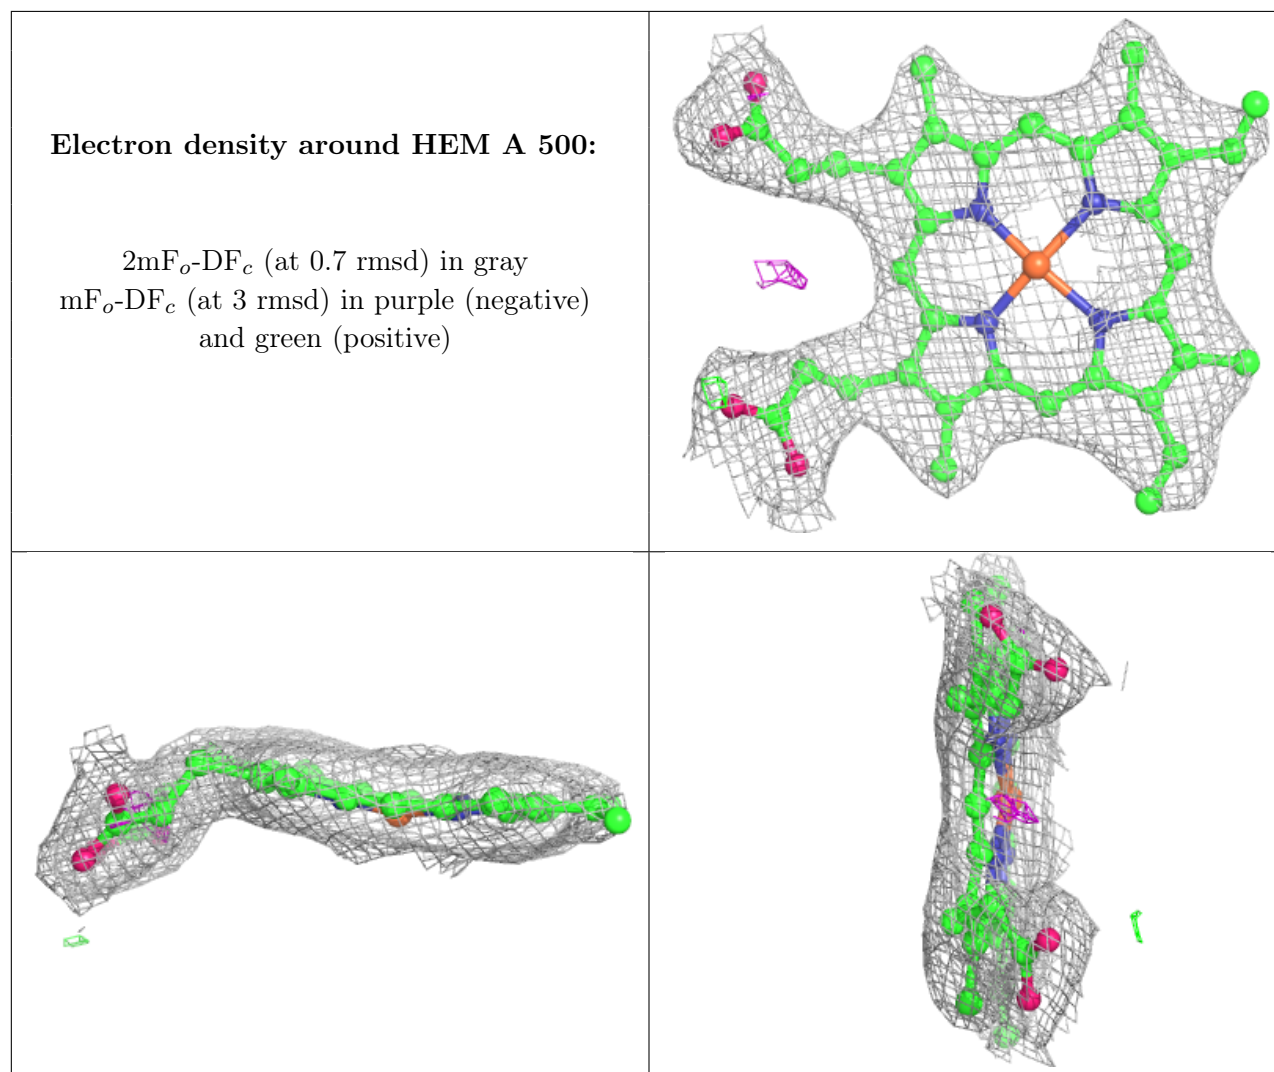 Electron density around HEM A 500:
2mFo-DFc (at 0.7 rmsd) in gray
mFo-DFc (at 3 rmsd) in purple (negative)
and green (positive)